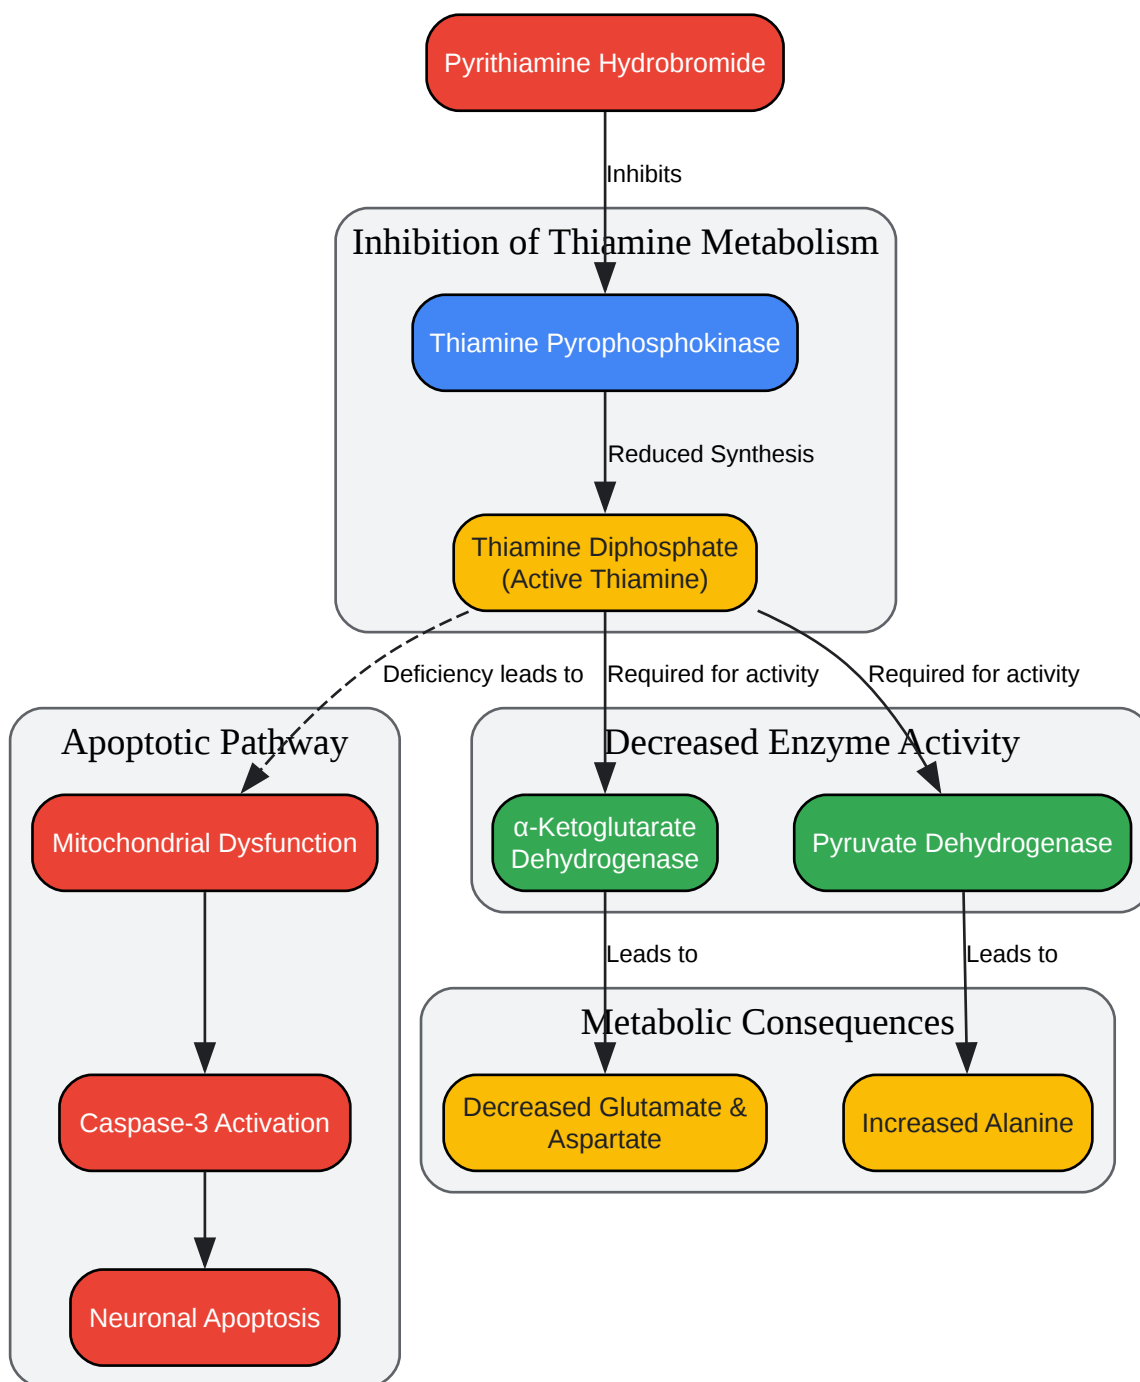 Pyrithiamine Hydrobromide
Inhibits
Inhibition of Thiamine Metabolism
Thiamine Pyrophosphokinase
Reduced Synthesis
Thiamine Diphosphate
(Active Thiamine)
Deficiency leads to
Required for activity
Required for activity
Apoptotic Pathway
Decreased Enzyme Activity
Mitochondrial Dysfunction
α-Ketoglutarate
Dehydrogenase
Pyruvate Dehydrogenase
Leads to
Leads to
Metabolic Consequences
Caspase-3 Activation
Decreased Glutamate &
Aspartate
Increased Alanine
Neuronal Apoptosis